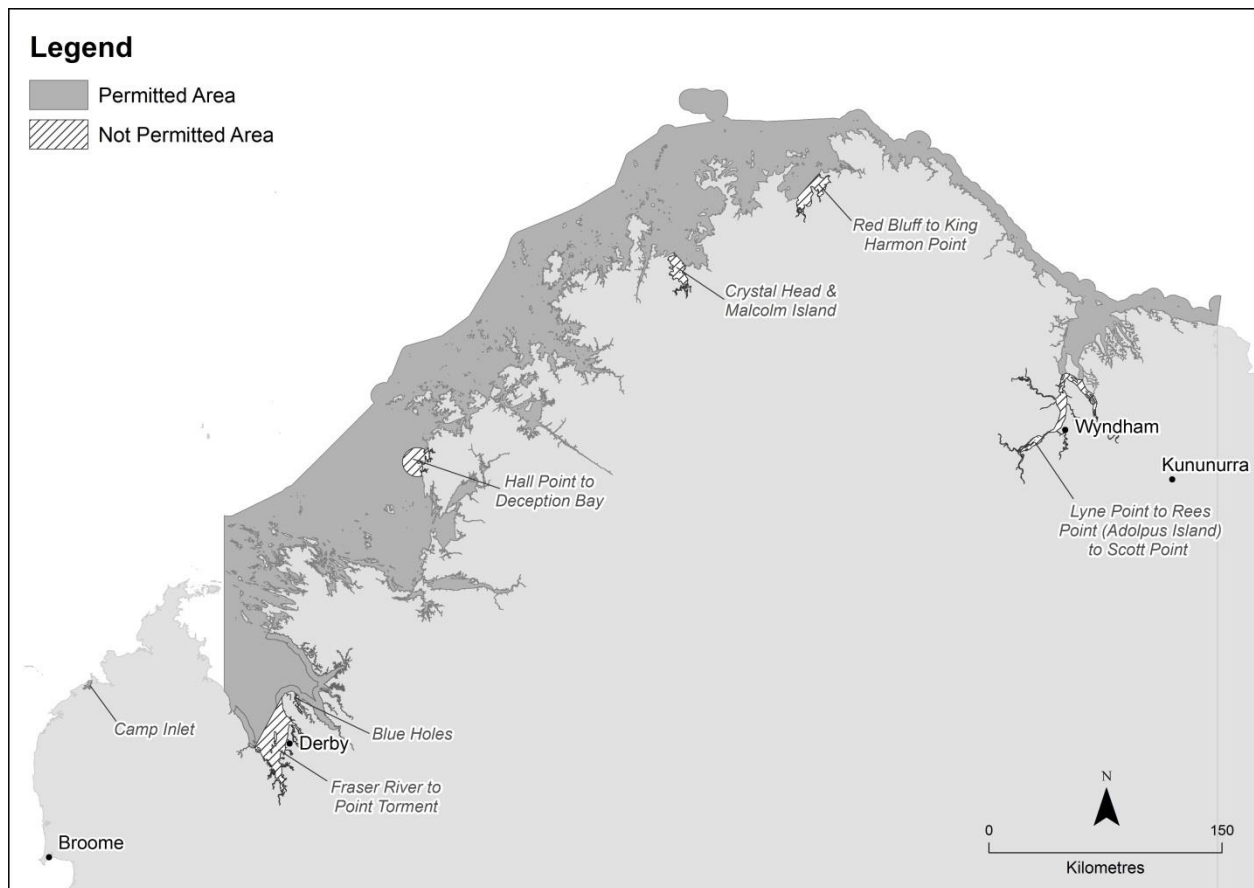 Legend
Permitted Area
Not Permitted Area
Red Bluff to King
Harmon Point
Crystal Head &
Malcolm Island
Wyndham
Kununurra
Hall Point to
Deception Bay
Lyne Point to Rees
Point (Adolpus Island)
to Scott Point
Camp Inlet
Blue Holes
Derby
Fraser River to
Point Torment
Broome
N
0 150
Kilometres